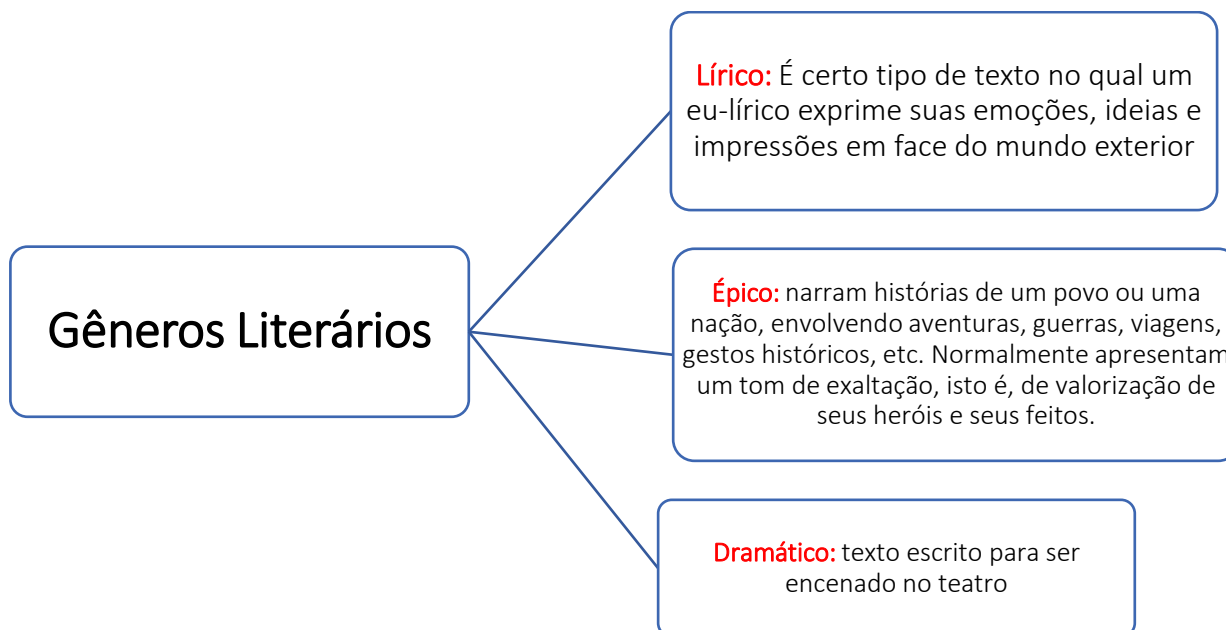 Lírico: É certo tipo de texto no qual um
eu-lírico exprime suas emoções, ideias e
impressões em face do mundo exterior
Gêneros Literários
Épico: narram histórias de um povo ou uma
nação, envolvendo aventuras, guerras, viagens,
gestos históricos, etc. Normalmente apresentam
um tom de exaltação, isto é, de valorização de
seus heróis e seus feitos.
Dramático: texto escrito para ser
encenado no teatro